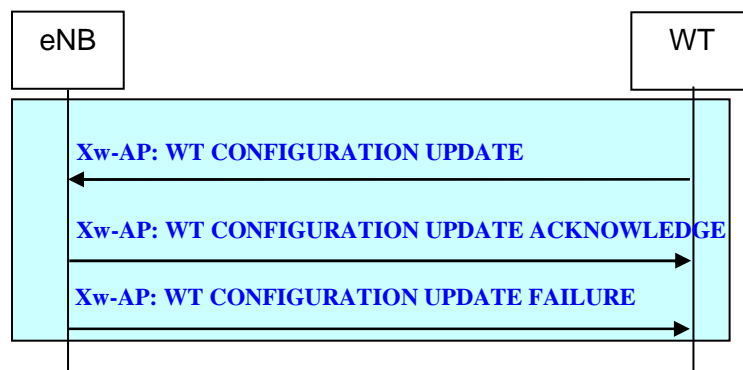 eNB
WT
Xw-AP: WT CONFIGURATION UPDATE
Xw-AP: WT CONFIGURATION UPDATE ACKNOWLEDGE
Xw-AP: WT CONFIGURATION UPDATE FAILURE